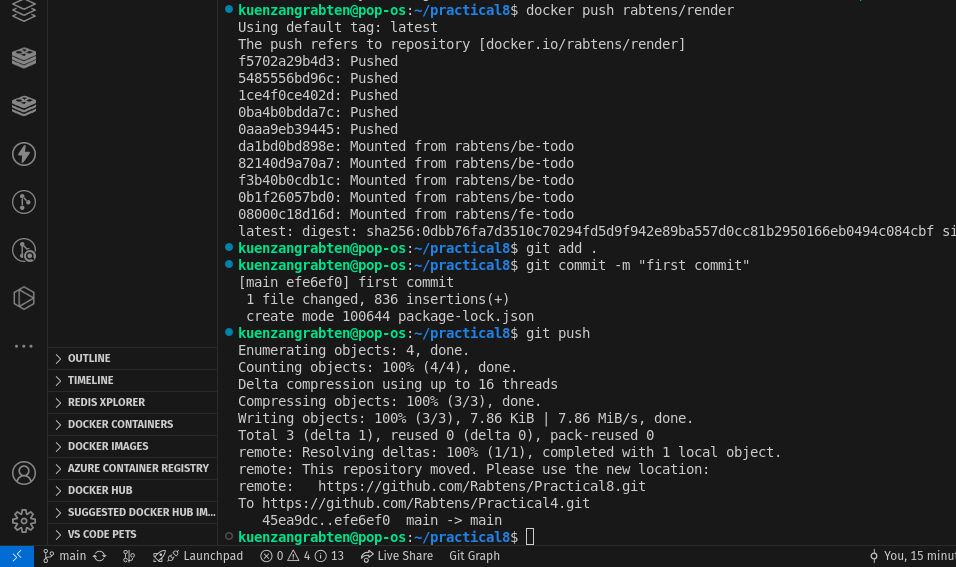 kuenzangrabten@pop-os:~/practical8$ docker push rabtens/render
Using default tag: latest
The push refers to repository [docker.io/rabtens/render]
f5702a29b4d3: Pushed
5485556bd96c: Pushed
1ce4f0ce402d: Pushed
0ba4b0bdda7c: Pushed
0aaa9eb39445: Pushed
da1bd0bd898e: Mounted from rabtens/be-todo
82140d9a70a7: Mounted from rabtens/be-todo
f3b40b0cdb1c: Mounted from rabtens/be-todo
0b1f26057bd0: Mounted from rabtens/be-todo
08000c18d16d: Mounted from rabtens/fe-todo
latest: digest: sha256:0dbb76fa7d3510c70294fd5d9f942e89ba557d0cc81b2950166eb0494c084cbf si
kuenzangrabten@pop-os:~/practical8$ git add .
kuenzangrabten@pop-os:~/practical8$ git commit -m "first commit"
[main efe6ef0] first commit
1 file changed, 836 insertions(+)
create mode 100644 package-lock.json
kuenzangrabten@pop-os:~/practical8$ git push
Enumerating objects: 4, done.
Counting objects: 100% (4/4), done.
Delta compression using up to 16 threads
Compressing objects: 100% (3/3), done.
Writing objects: 100% (3/3), 7.86 KiB | 7.86 MiB/s, done.
Total 3 (delta 1), reused 0 (delta 0), pack-reused 0
remote: Resolving deltas: 100% (1/1), completed with 1 local object.
remote: This repository moved. Please use the new location:
remote:   https://github.com/Rabtens/Practical8.git
To https://github.com/Rabtens/Practical4.git
45ea9dc..efe6ef0  main -> main
kuenzangrabten@pop-os:~/practical8$
OUTLINE
TIMELINE
REDIS XPLORER
DOCKER CONTAINERS
DOCKER IMAGES
AZURE CONTAINER REGISTRY
DOCKER HUB
SUGGESTED DOCKER HUB IM...
VS CODE PETS
main Launchpad 0 4 13 Live Share Git Graph You, 15 minut